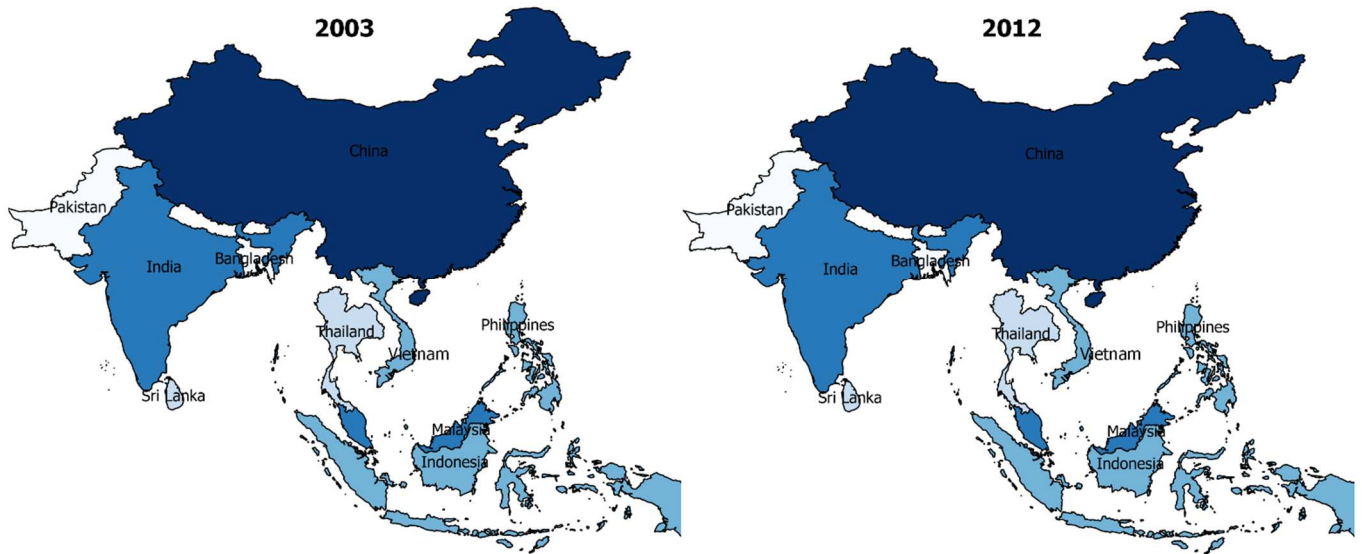 2003
China
Pakistan
India
Bangladesh
Thailand
Vietnam
Philippines
Sri Lanka
Malaysia
Indonesia
2012
China
Pakistan
India
Bangladesh
Thailand
Vietnam
Philippines
Sri Lanka
Malaysia
Indonesia